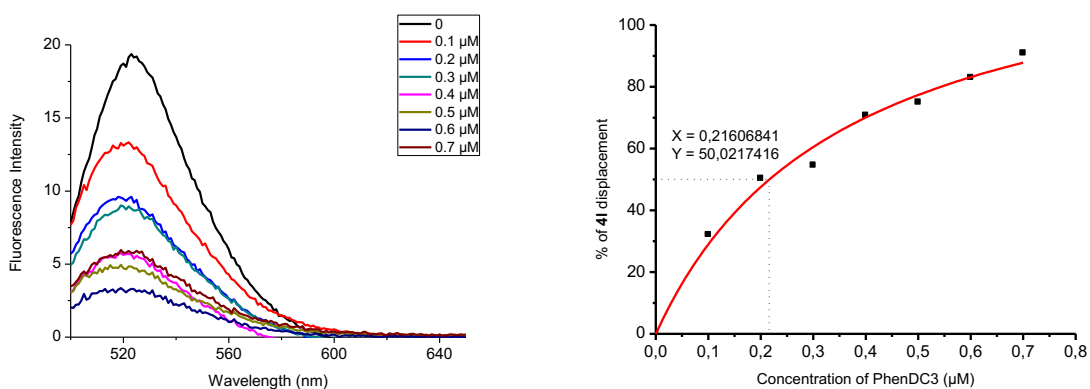 0
0.1 µM
0.2 µM
0.3 µM
0.4 µM
0.5 µM
0.6 µM
0.7 µM
20
15
10
5
0
520
560
600
640
Fluorescence Intensity
Wavelength (nm)
100
80
60
40
20
0
X = 0,21606841
Y = 50,0217416
0,0
0,1
0,2
0,3
0,4
0,5
0,6
0,7
0,8
% of 4l displacement
Concentration of PhenDC3 (µM)